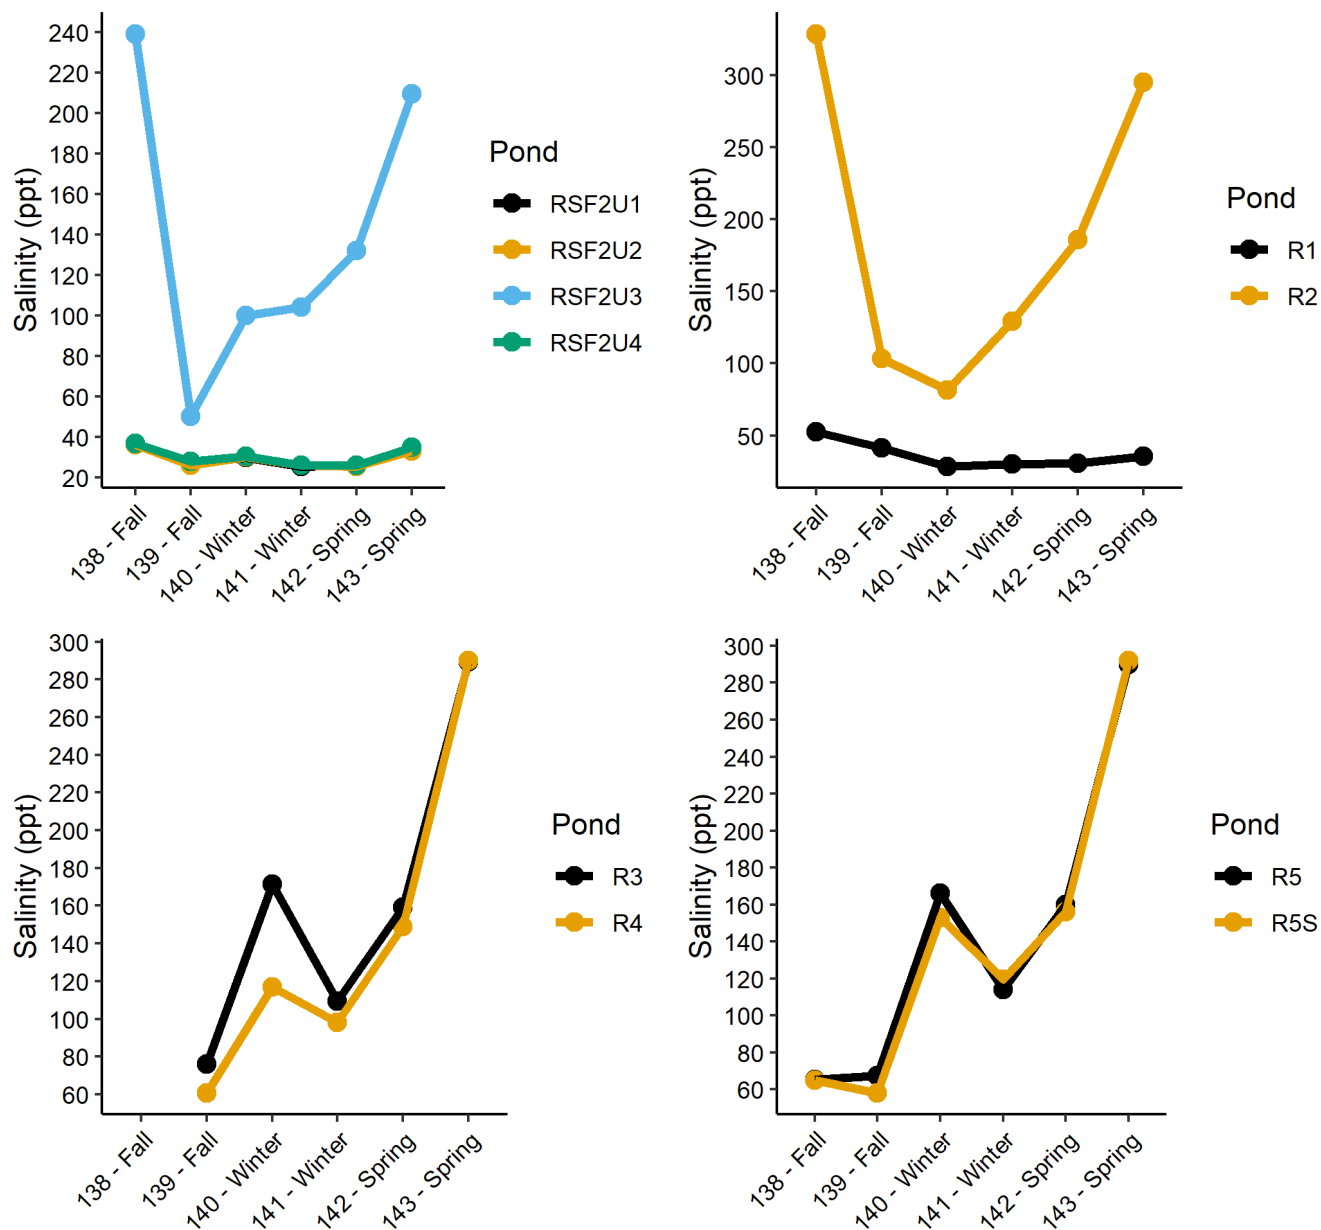 Salinity (ppt)
240
220
200
180
160
140
120
100
80
60
40
20
138 - Fall
139 - Fall
140 - Winter
141 - Winter
142 - Spring
143 - Spring
Pond
RSF2U1
RSF2U2
RSF2U3
RSF2U4
Salinity (ppt)
300
250
200
150
100
50
138 - Fall
139 - Fall
140 - Winter
141 - Winter
142 - Spring
143 - Spring
Pond
R1
R2
Salinity (ppt)
300
280
260
240
220
200
180
160
140
120
100
80
60
138 - Fall
139 - Fall
140 - Winter
141 - Winter
142 - Spring
143 - Spring
Pond
R3
R4
Salinity (ppt)
300
280
260
240
220
200
180
160
140
120
100
80
60
138 - Fall
139 - Fall
140 - Winter
141 - Winter
142 - Spring
143 - Spring
Pond
R5
R5S